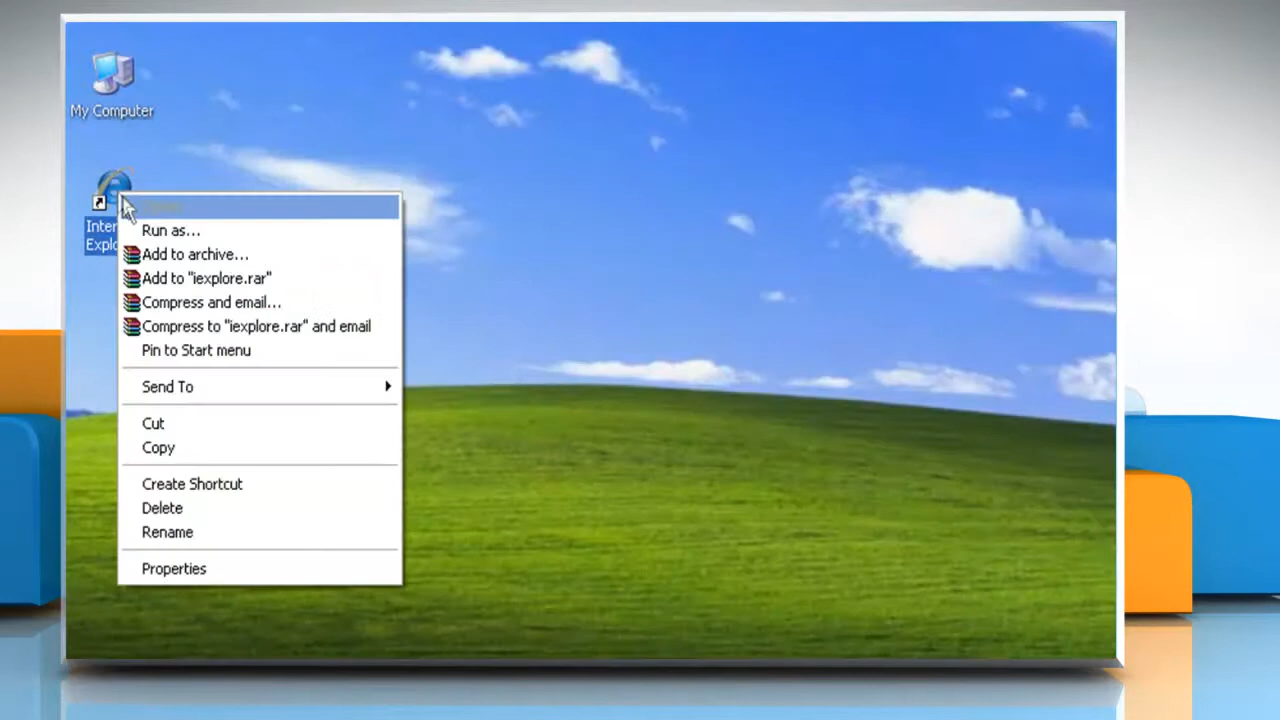 My Computer
Inter
Explo
Run as...
Add to archive...
Add to "iexplore.rar"
Compress and email...
Compress to "iexplore.rar" and email
Pin to Start menu
Send To
Cut
Copy
Create Shortcut
Delete
Rename
Properties